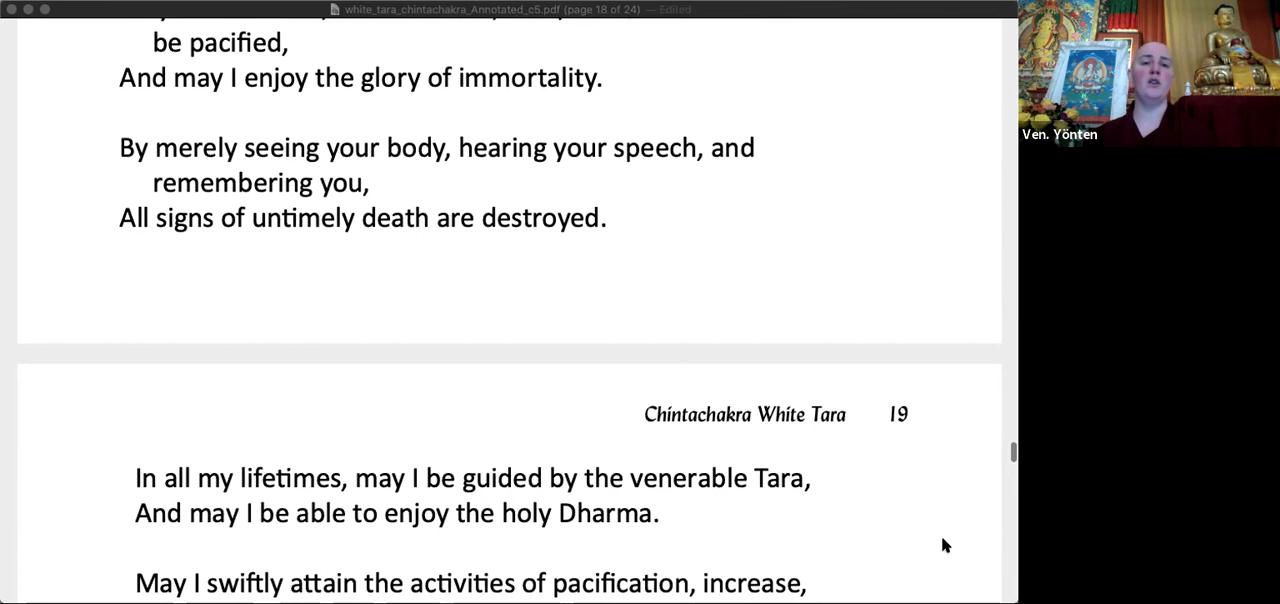 white_tara_chintachakra_Annotated_c5.pdf (page 18 of 24) — Edited
be pacified,
And may I enjoy the glory of immortality.
By merely seeing your body, hearing your speech, and
remembering you,
All signs of untimely death are destroyed.
Chintachakra White Tara 19
In all my lifetimes, may I be guided by the venerable Tara,
And may I be able to enjoy the holy Dharma.
May I swiftly attain the activities of pacification, increase,
Ven. Yönten